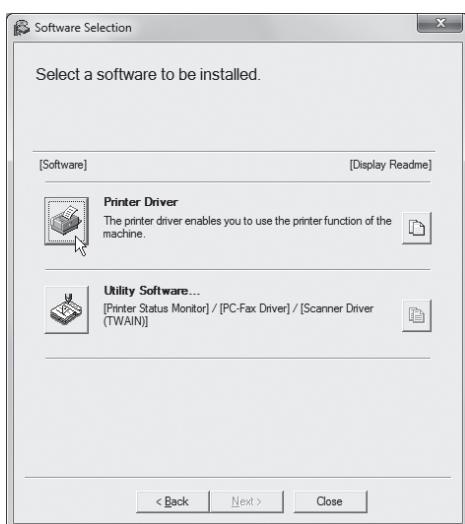 Software Selection
x
Select a software to be installed.
[Software] [Display Readme]
Printer Driver
The printer driver enables you to use the printer function of the
machine.
Utility Software...
[Printer Status Monitor] / [PC-Fax Driver] / [Scanner Driver
(TWAIN)]
< Back Next > Close